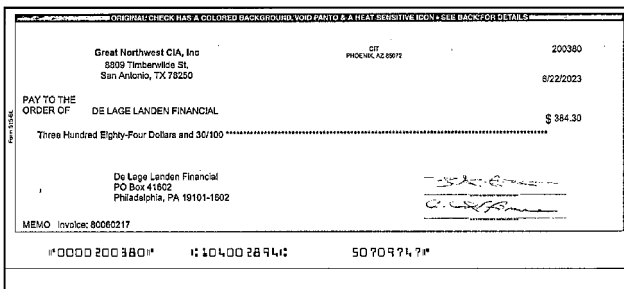 ORIGINAL CHECK HAS A COLORED BACKGROUND, VOID PANTO & A HEAT SENSITIVE ICON • SEE BACK FOR DETAILS
Great Northwest CIA, Inc
8809 Timberwilde St,
San Antonio, TX 78250
CIT
PHOENIX, AZ 85072
200380
6/22/2023
PAY TO THE
ORDER OF DE LAGE LANDEN FINANCIAL
$ 384.30
Three Hundred Eighty-Four Dollars and 30/100
De Lage Landen Financial
PO Box 41602
Philadelphia, PA 19101-1602
MEMO Invoice: 80060217
⑈0000200380⑈ ⑆104002894⑆ 50709747⑈